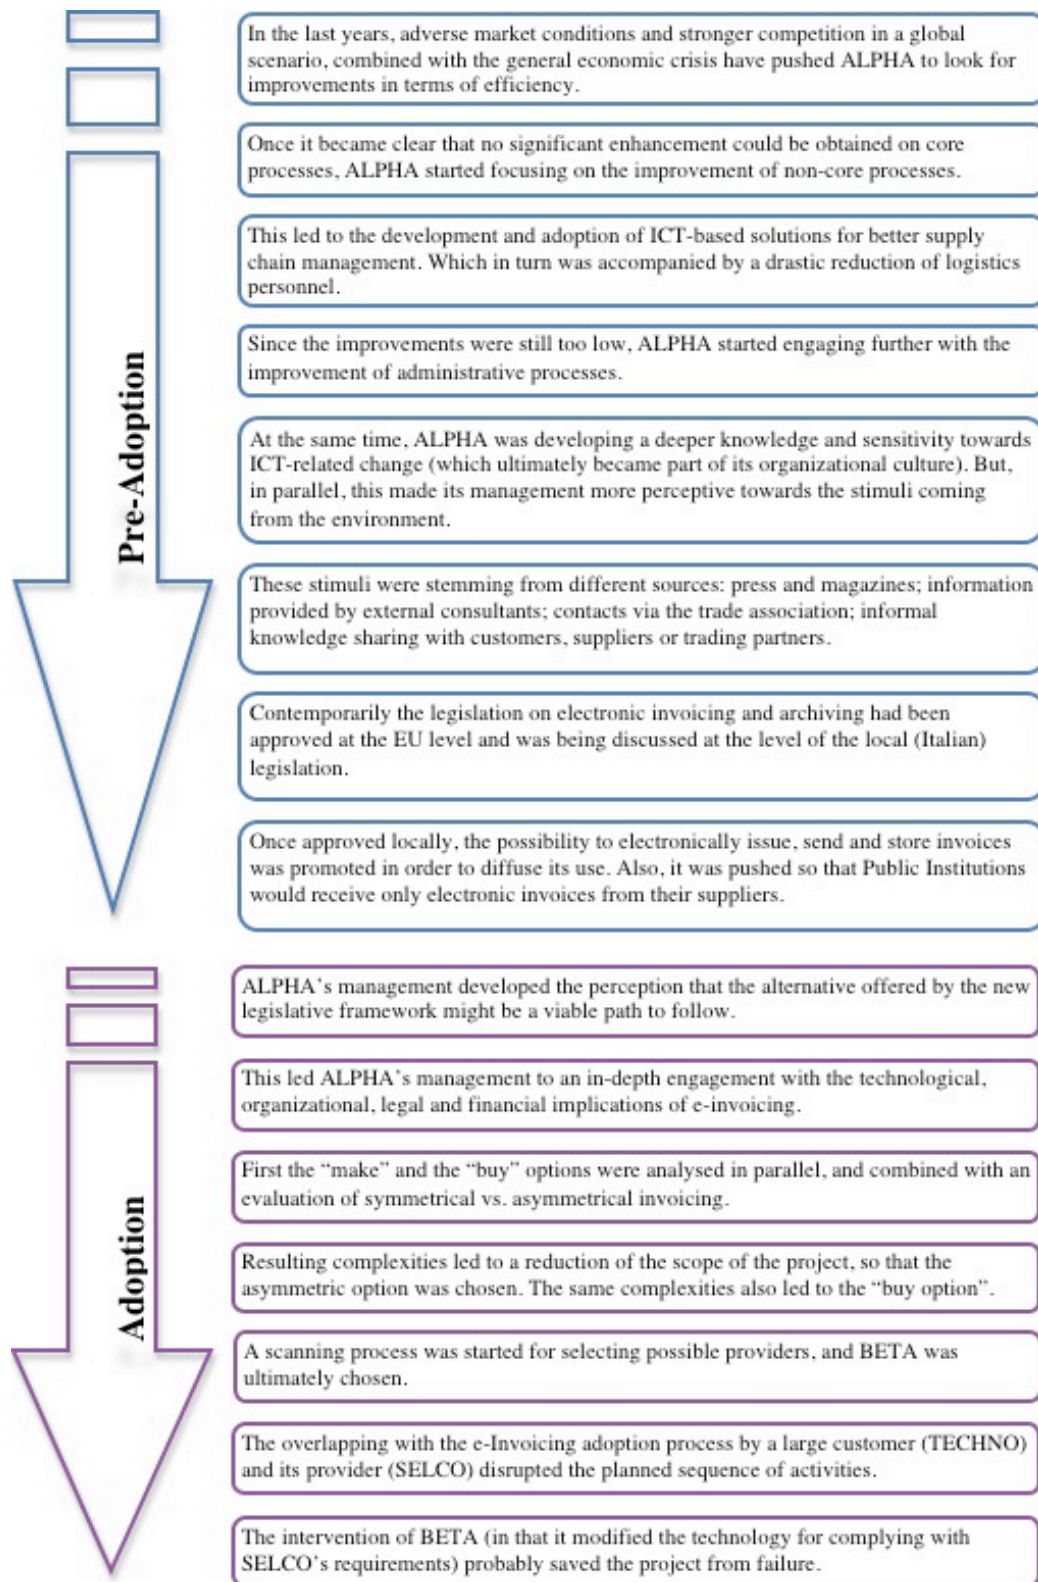 In the last years, adverse market conditions and stronger competition in a global
scenario, combined with the general economic crisis have pushed ALPHA to look for
improvements in terms of efficiency.
Once it became clear that no significant enhancement could be obtained on core
processes, ALPHA started focusing on the improvement of non-core processes.
This led to the development and adoption of ICT-based solutions for better supply
chain management. Which in turn was accompanied by a drastic reduction of logistics
personnel.
Since the improvements were still too low, ALPHA started engaging further with the
improvement of administrative processes.
At the same time, ALPHA was developing a deeper knowledge and sensitivity towards
ICT-related change (which ultimately became part of its organizational culture). But,
in parallel, this made its management more perceptive towards the stimuli coming
from the environment.
These stimuli were stemming from different sources: press and magazines; information
provided by external consultants; contacts via the trade association; informal
knowledge sharing with customers, suppliers or trading partners.
Contemporarily the legislation on electronic invoicing and archiving had been
approved at the EU level and was being discussed at the level of the local (Italian)
legislation.
Once approved locally, the possibility to electronically issue, send and store invoices
was promoted in order to diffuse its use. Also, it was pushed so that Public Institutions
would receive only electronic invoices from their suppliers.
Pre-Adoption
ALPHA's management developed the perception that the alternative offered by the new
legislative framework might be a viable path to follow.
This led ALPHA's management to an in-depth engagement with the technological,
organizational, legal and financial implications of e-invoicing.
First the “make” and the “buy” options were analysed in parallel, and combined with an
evaluation of symmetrical vs. asymmetrical invoicing.
Resulting complexities led to a reduction of the scope of the project, so that the
asymmetric option was chosen. The same complexities also led to the “buy option”.
A scanning process was started for selecting possible providers, and BETA was
ultimately chosen.
The overlapping with the e-Invoicing adoption process by a large customer (TECHNO)
and its provider (SELCO) disrupted the planned sequence of activities.
The intervention of BETA (in that it modified the technology for complying with
SELCO's requirements) probably saved the project from failure.
Adoption